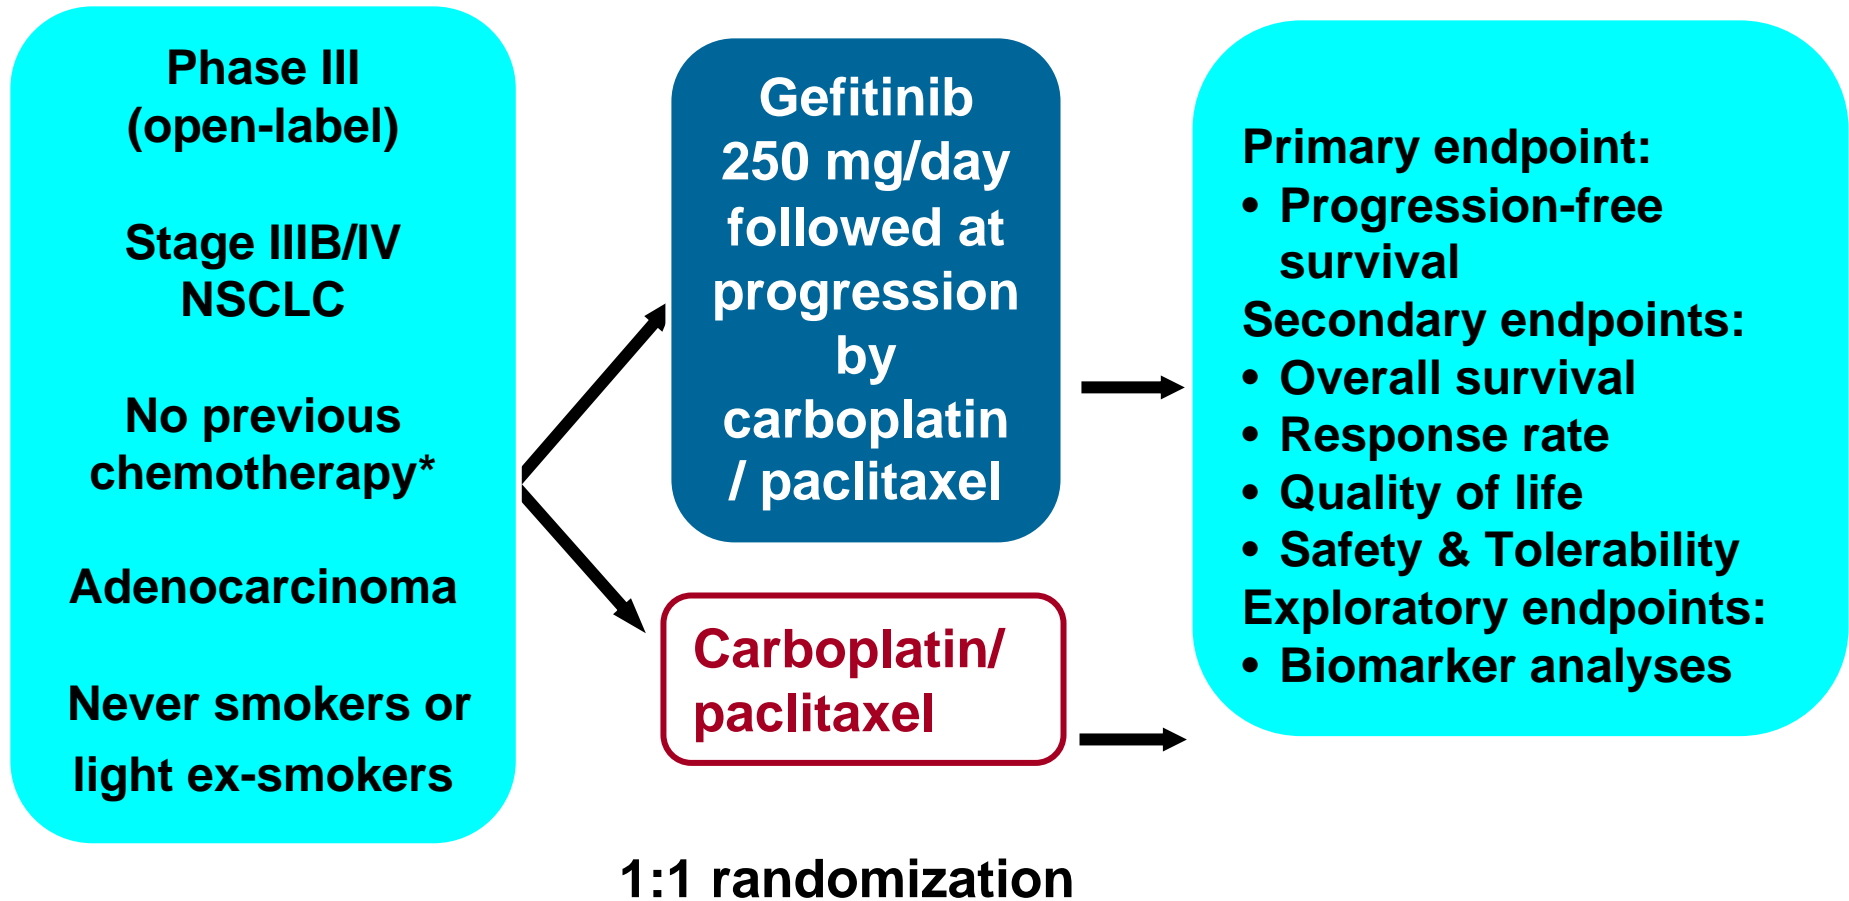 Phase III
(open-label)
Stage IIIB/IV
NSCLC
No previous
chemotherapy*
Adenocarcinoma
Never smokers or
light ex-smokers
Gefitinib
250 mg/day
followed at
progression
by
carboplatin
/ paclitaxel
Carboplatin/
paclitaxel
1:1 randomization
Primary endpoint:
• Progression-free
survival
Secondary endpoints:
• Overall survival
• Response rate
• Quality of life
• Safety & Tolerability
Exploratory endpoints:
• Biomarker analyses